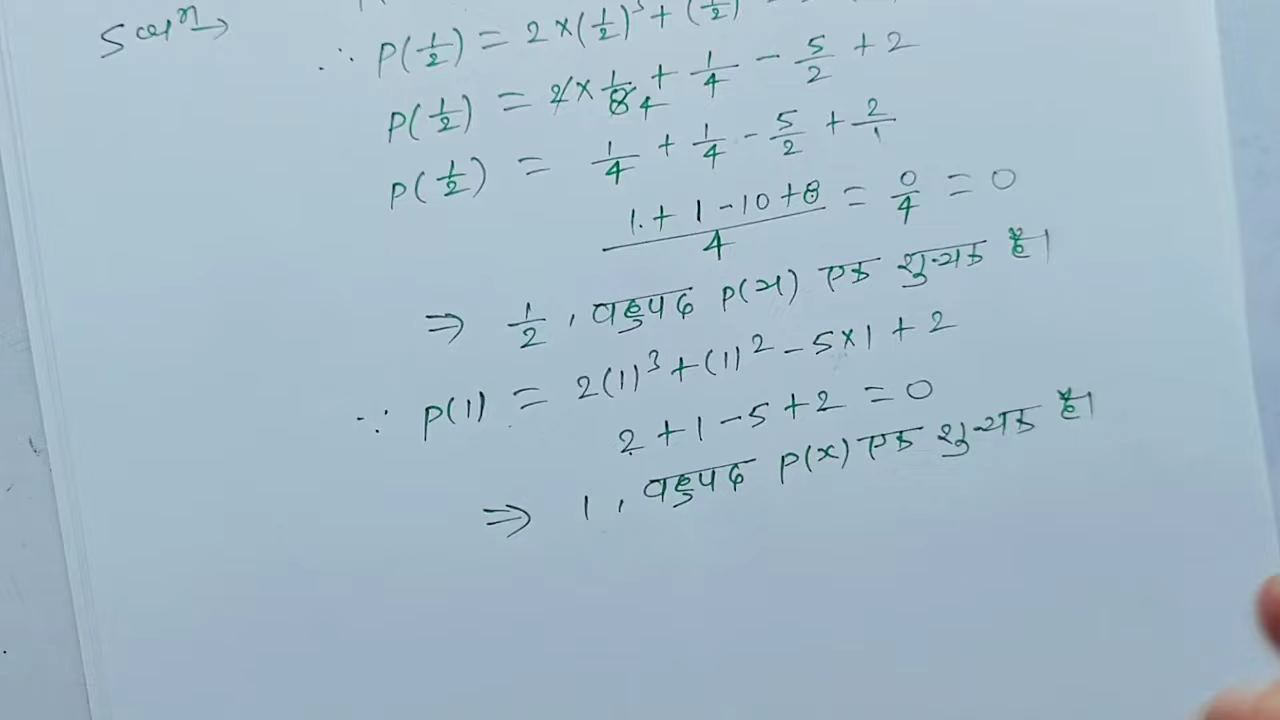 Solⁿ→
∴ P(1/2) = 2×(1/2)³ + (1/2)
P(1/2) = 2×1/8 4 + 1/4 - 5/2 + 2
P(1/2) = 1/4 + 1/4 - 5/2 + 2/1
1 + 1 - 10 + 8 / 4 = 0/4 = 0
⇒ 1/2, बहुपद P(x) एक शुन्यक है।
∵ P(1) = 2(1)³ + (1)² - 5×1 + 2
2 + 1 - 5 + 2 = 0
⇒ 1, बहुपद P(x) एक शुन्यक है।